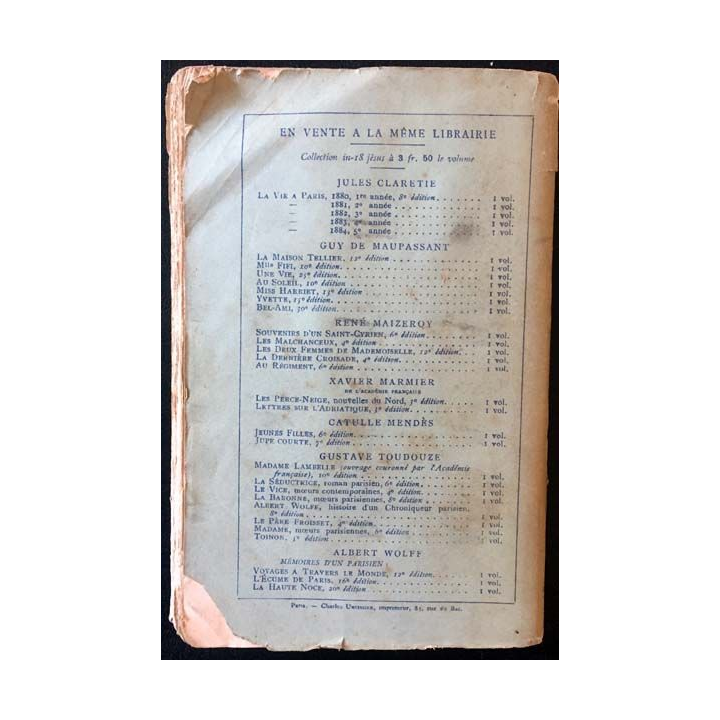 EN VENTE A LA MÊME LIBRAIRIE
Collection in-18 jésus à 3 fr. 50 le volume
JULES CLARETIE
LA VIE A PARIS, 1880, 1re année, 8e édition....... 1 vol.
— 1881, 2e année................ 1 vol.
— 1882, 3e année................ 1 vol.
— 1883, 4e année................ 1 vol.
— 1884, 5e année................ 1 vol.
GUY DE MAUPASSANT
LA MAISON TELLIER, 12e édition................ 1 vol.
Mlle FIFI, 10e édition................ 1 vol.
UNE VIE, 25e édition................ 1 vol.
AU SOLEIL, 10e édition................ 1 vol.
MISS HARRIET, 13e édition................ 1 vol.
YVETTE, 15e édition................ 1 vol.
BEL-AMI, 30e édition................ 1 vol.
RENÉ MAIZEROY
SOUVENIRS D'UN SAINT-CYRIEN, 6e édition........ 1 vol.
LES MALCHANCEUX, 4e édition................ 1 vol.
LES DEUX FEMMES DE MADEMOISELLE, 12e édition... 1 vol.
LA DERNIÈRE CROISADE, 4e édition............ 1 vol.
AU RÉGIMENT, 6e édition................ 1 vol.
XAVIER MARMIER
DE L'ACADÉMIE FRANÇAISE
LES PERCE-NEIGE, nouvelles du Nord, 3e édition.... 1 vol.
LETTRES SUR L'ADRIATIQUE, édition............ 1 vol.
CATULLE MENDÈS
JEUNES FILLES, 6e édition................ 1 vol.
JUPE COURTE, 7e édition................ 1 vol.
GUSTAVE TOUDOUZE
MADAME LAMBELLE (ouvrage couronné par l'Académie
française), 10e édition................ 1 vol.
LA SÉDUCTRICE, roman parisien, 6e édition........ 1 vol.
LE VICE, mœurs contemporaines, 4e édition........ 1 vol.
LA BARONNE, mœurs parisiennes, 8e édition........ 1 vol.
ALBERT WOLFF, histoire d'un Chroniqueur parisien,
8e édition................ 1 vol.
LE PÈRE FROISSET, 4e édition................ 1 vol.
MADAME, mœurs parisiennes, 6e édition.......... 1 vol.
TOINON, édition................ 1 vol.
ALBERT WOLFF
MÉMOIRES D'UN PARISIEN
VOYAGES A TRAVERS LE MONDE, 12e édition........ 1 vol.
L'ÉCUME DE PARIS, 16e édition................ 1 vol.
LA HAUTE NOCE, 20e édition................ 1 vol.
Paris. — Charles UNSINGER, imprimeur, 83, rue du Bac.